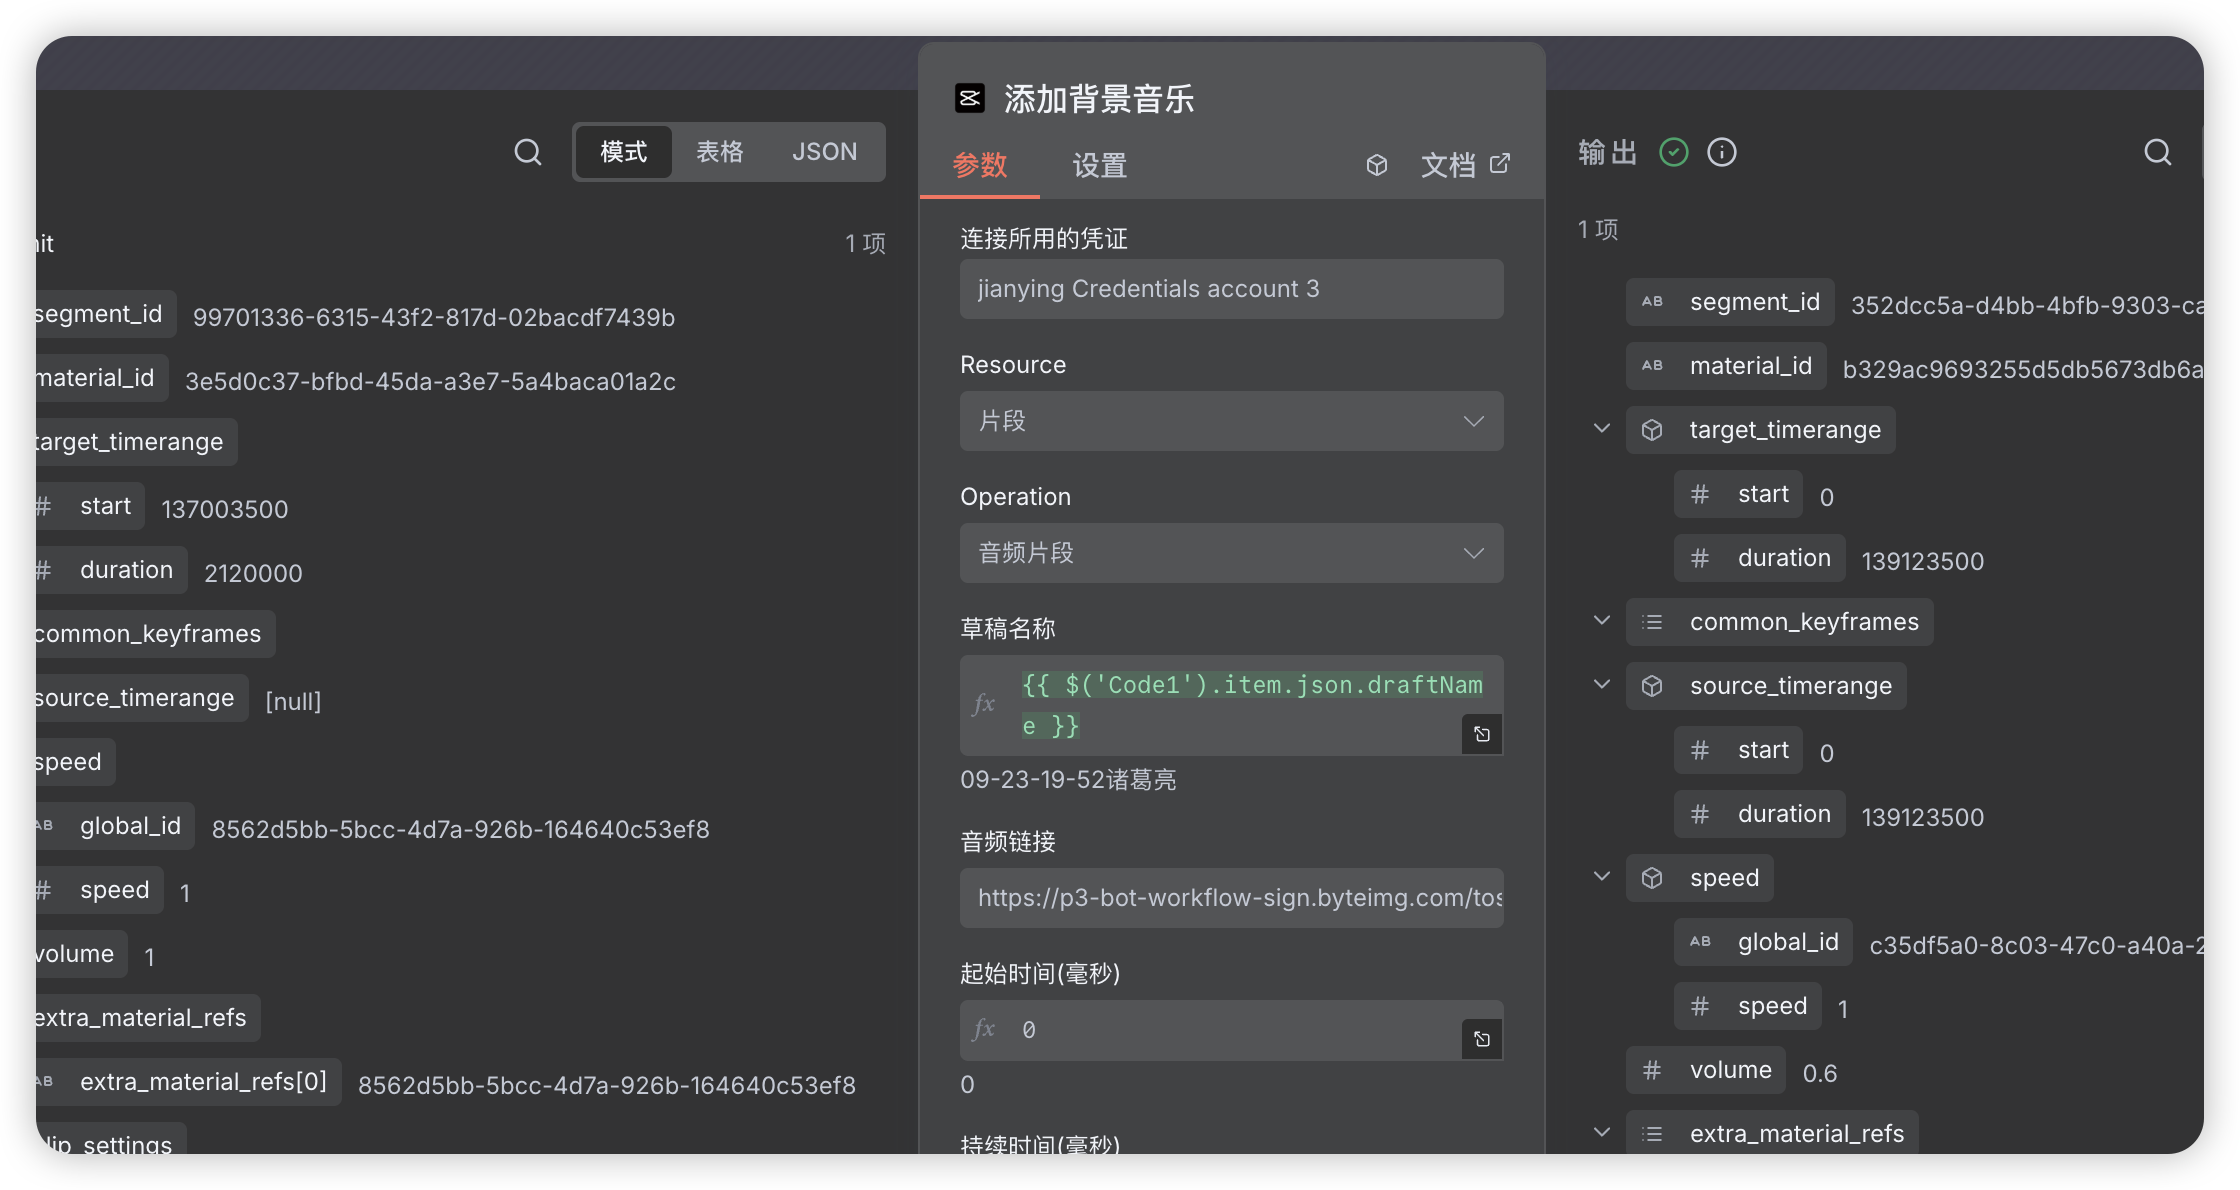 模式
表格
JSON
1 项
segment_id 99701336-6315-43f2-817d-02bacdf7439b
material_id 3e5d0c37-bfbd-45da-a3e7-5a4baca01a2c
target_timerange
# start 137003500
# duration 2120000
common_keyframes
source_timerange [null]
speed
AB global_id 8562d5bb-5bcc-4d7a-926b-164640c53ef8
# speed 1
volume 1
extra_material_refs
AB extra_material_refs[0] 8562d5bb-5bcc-4d7a-926b-164640c53ef8
lip_settings
添加背景音乐
参数
设置
文档
连接所用的凭证
jianying Credentials account 3
Resource
片段
Operation
音频片段
草稿名称
fx {{ $('Code1').item.json.draftNam
e }}
09-23-19-52诸葛亮
音频链接
https://p3-bot-workflow-sign.byteimg.com/tos
起始时间(毫秒)
fx 0
0
持续时间(毫秒)
输出
1 项
AB segment_id 352dcc5a-d4bb-4bfb-9303-ca
AB material_id b329ac9693255d5db5673db6a
target_timerange
# start 0
# duration 139123500
common_keyframes
source_timerange
# start 0
# duration 139123500
speed
AB global_id c35df5a0-8c03-47c0-a40a-2
# speed 1
# volume 0.6
extra_material_refs